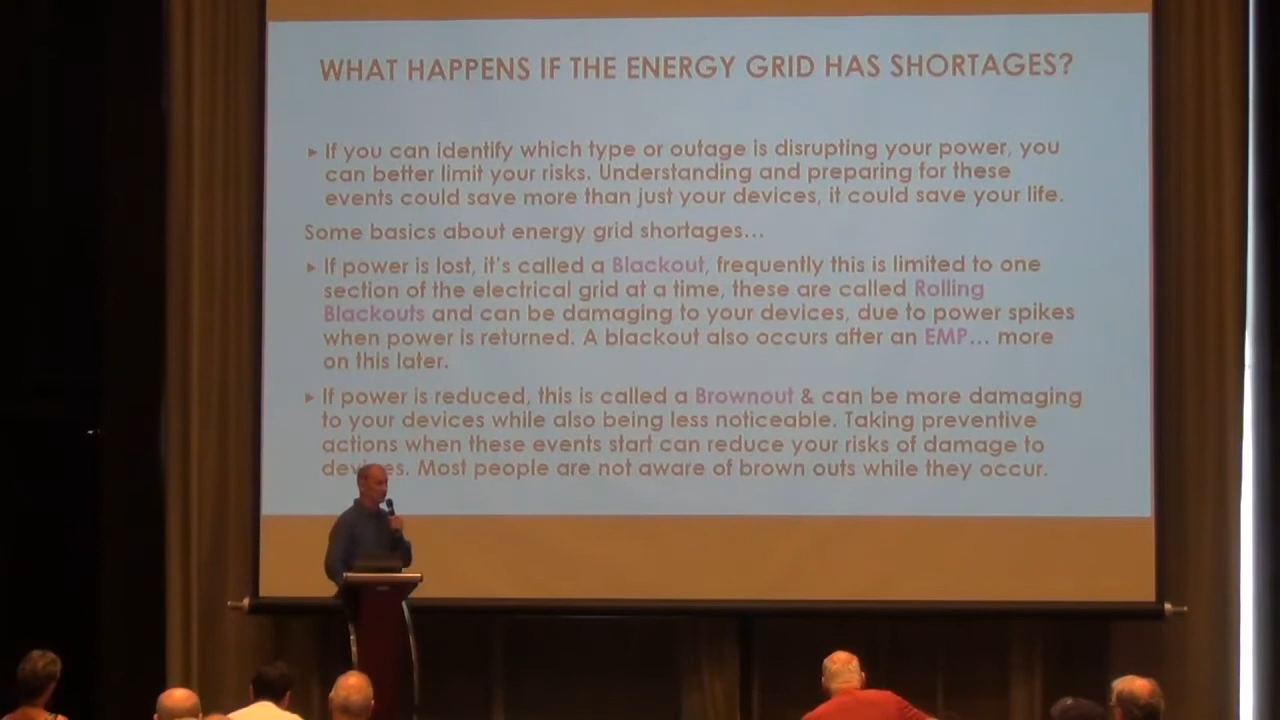 WHAT HAPPENS IF THE ENERGY GRID HAS SHORTAGES?
▸ If you can identify which type or outage is disrupting your power, you
can better limit your risks. Understanding and preparing for these
events could save more than just your devices, it could save your life.
Some basics about energy grid shortages...
▸ If power is lost, it's called a Blackout, frequently this is limited to one
section of the electrical grid at a time, these are called Rolling
Blackouts and can be damaging to your devices, due to power spikes
when power is returned. A blackout also occurs after an EMP... more
on this later.
▸ If power is reduced, this is called a Brownout & can be more damaging
to your devices while also being less noticeable. Taking preventive
actions when these events start can reduce your risks of damage to
devices. Most people are not aware of brown outs while they occur.